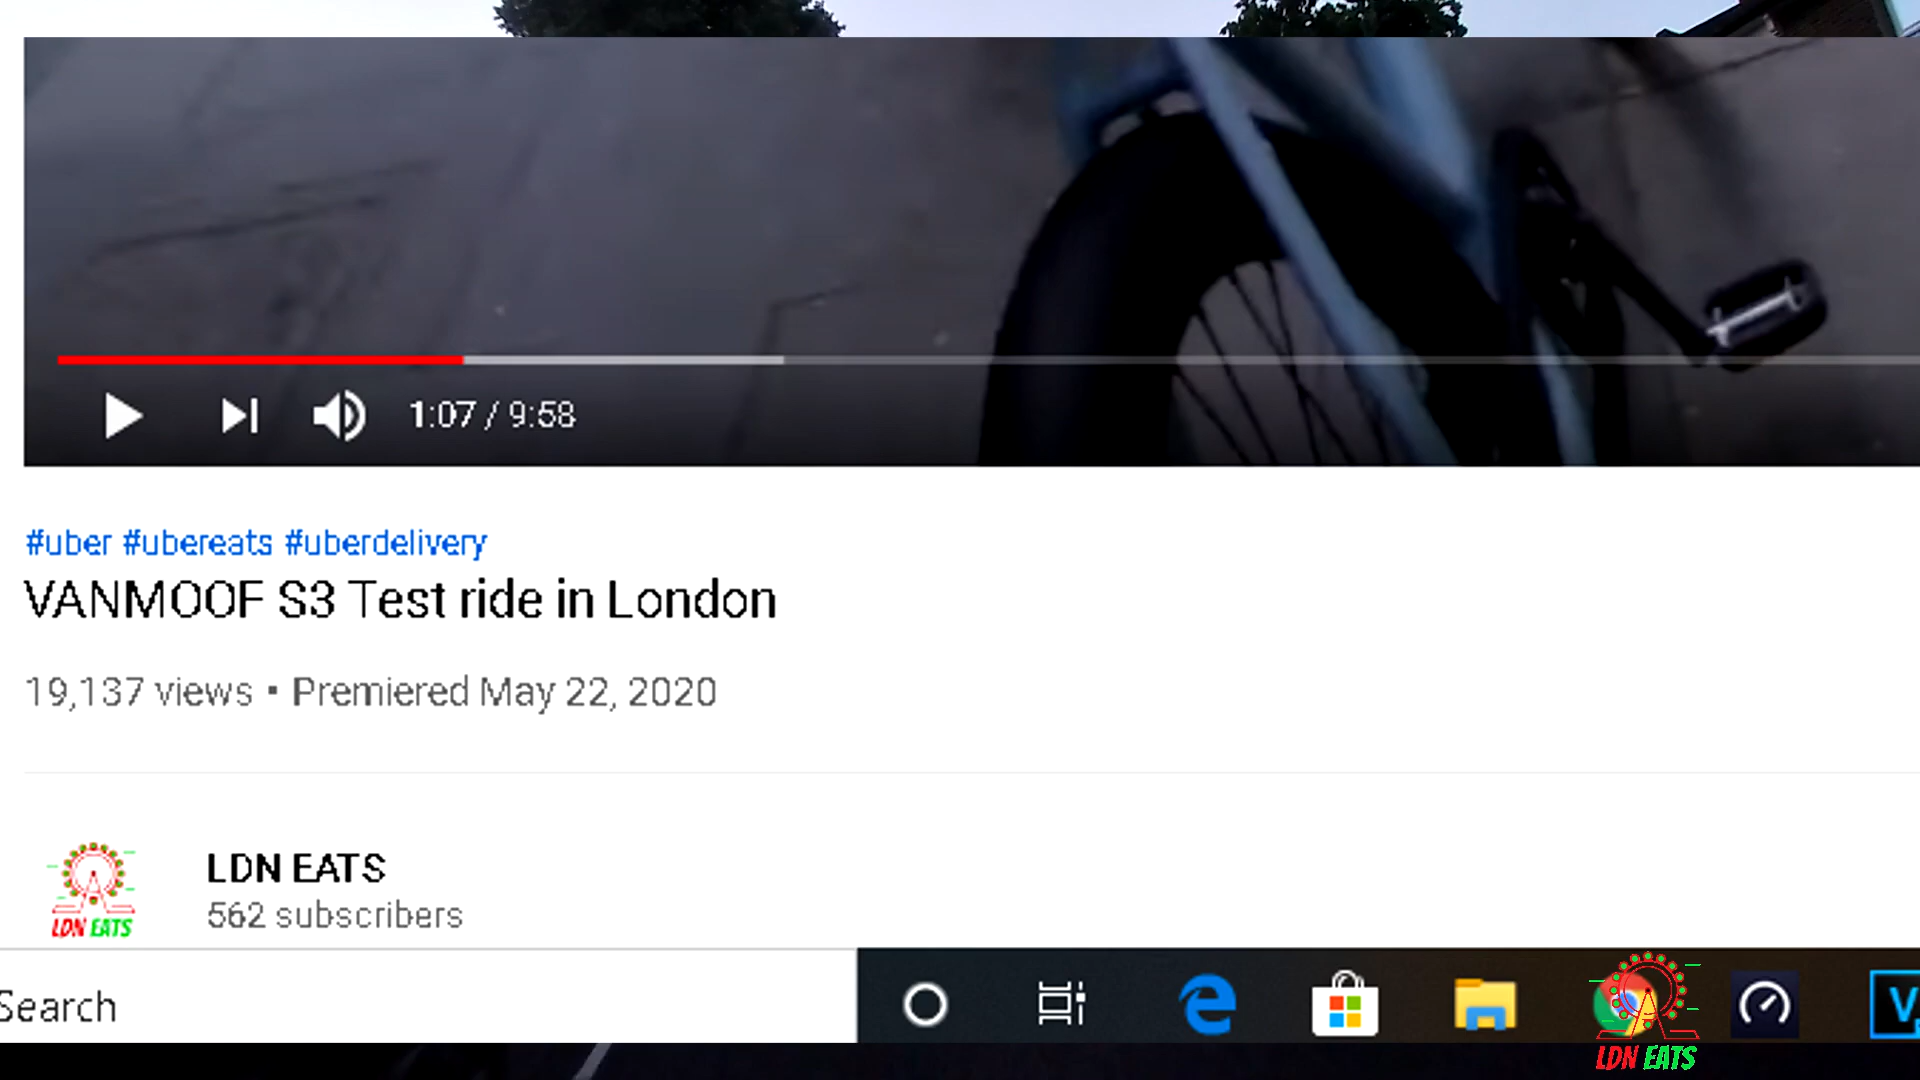 1:07 / 9:58
#uber #ubereats #uberdelivery
VANMOOF S3 Test ride in London
19,137 views • Premiered May 22, 2020
LDN EATS
LDN EATS
562 subscribers
Search
V
LDN EATS